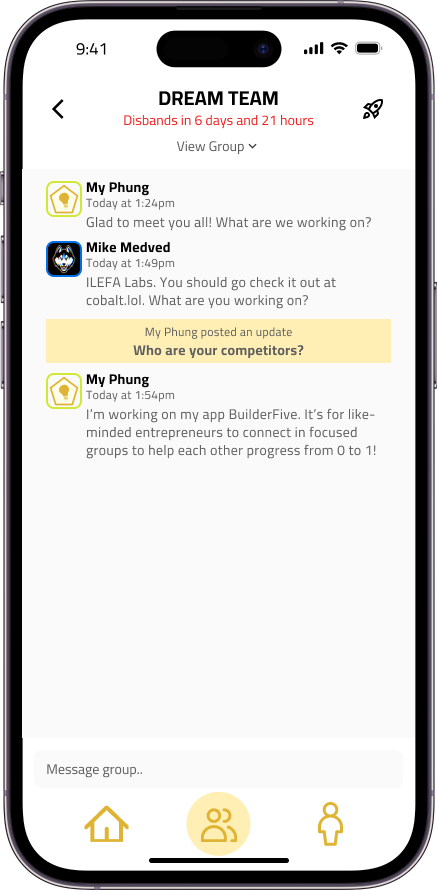 9:41
DREAM TEAM
Disbands in 6 days and 21 hours
View Group
My Phung
Today at 1:24pm
Glad to meet you all! What are we working on?
Mike Medved
Today at 1:49pm
ILEFA Labs. You should go check it out at
cobalt.lol. What are you working on?
My Phung posted an update
Who are your competitors?
My Phung
Today at 1:54pm
I’m working on my app BuilderFive. It’s for like-
minded entrepreneurs to connect in focused
groups to help each other progress from 0 to 1!
Message group..